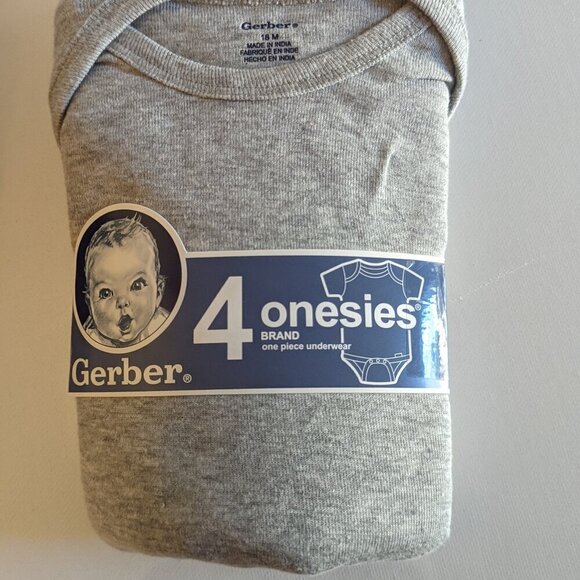 Gerber®
18 M
MADE IN INDIA
FABRIQUÉ EN INDE
HECHO EN INDIA
4 onesies®
BRAND
one piece underwear
Gerber®